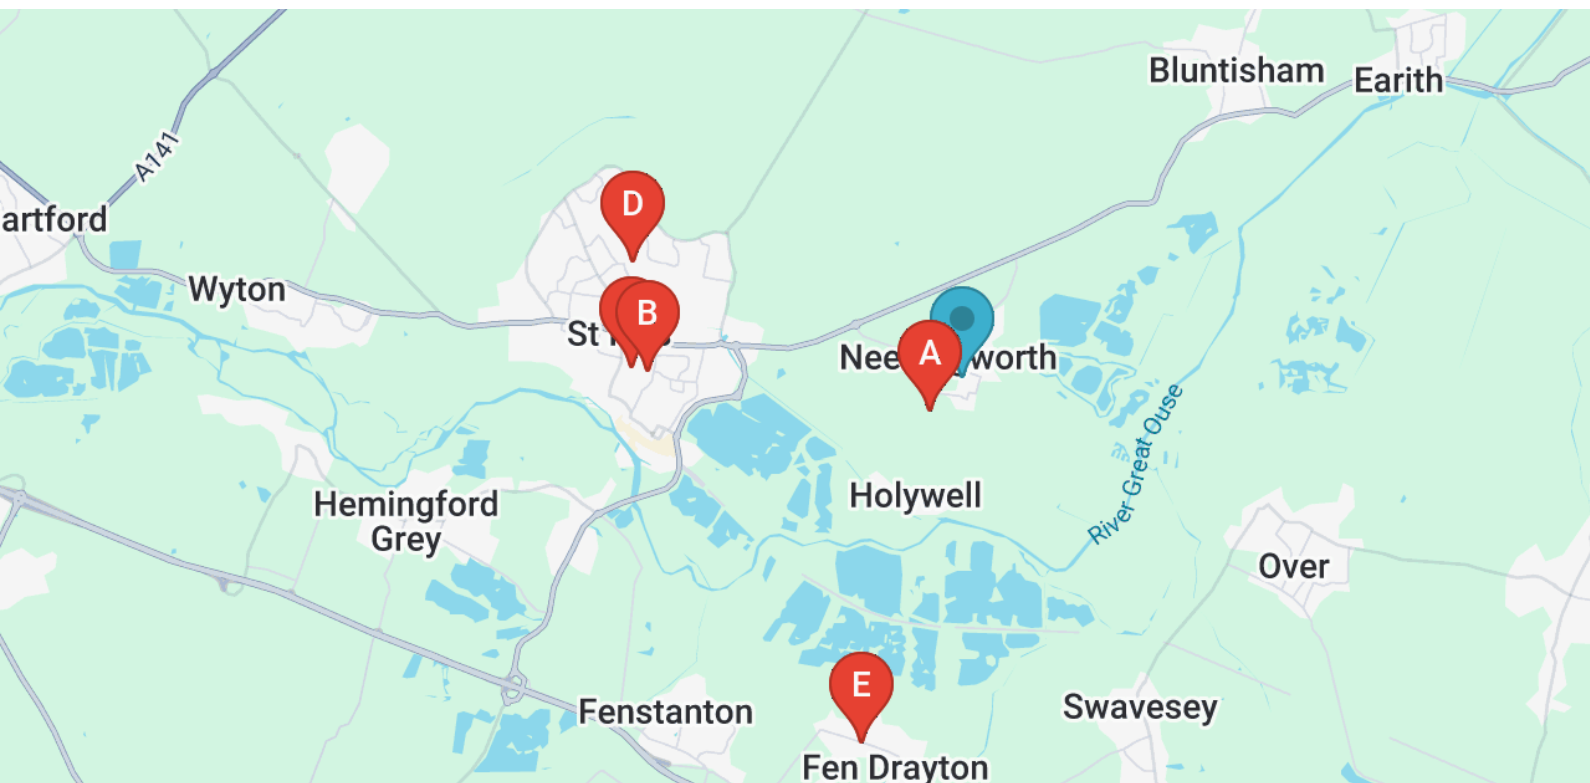 Bluntisham
Earith
A141
D
artford
Wyton
B
St
A
Nee
worth
River Great Ouse
Holywell
Hemingford
Grey
Over
E
Fenstanton
Swavesey
Fen Drayton